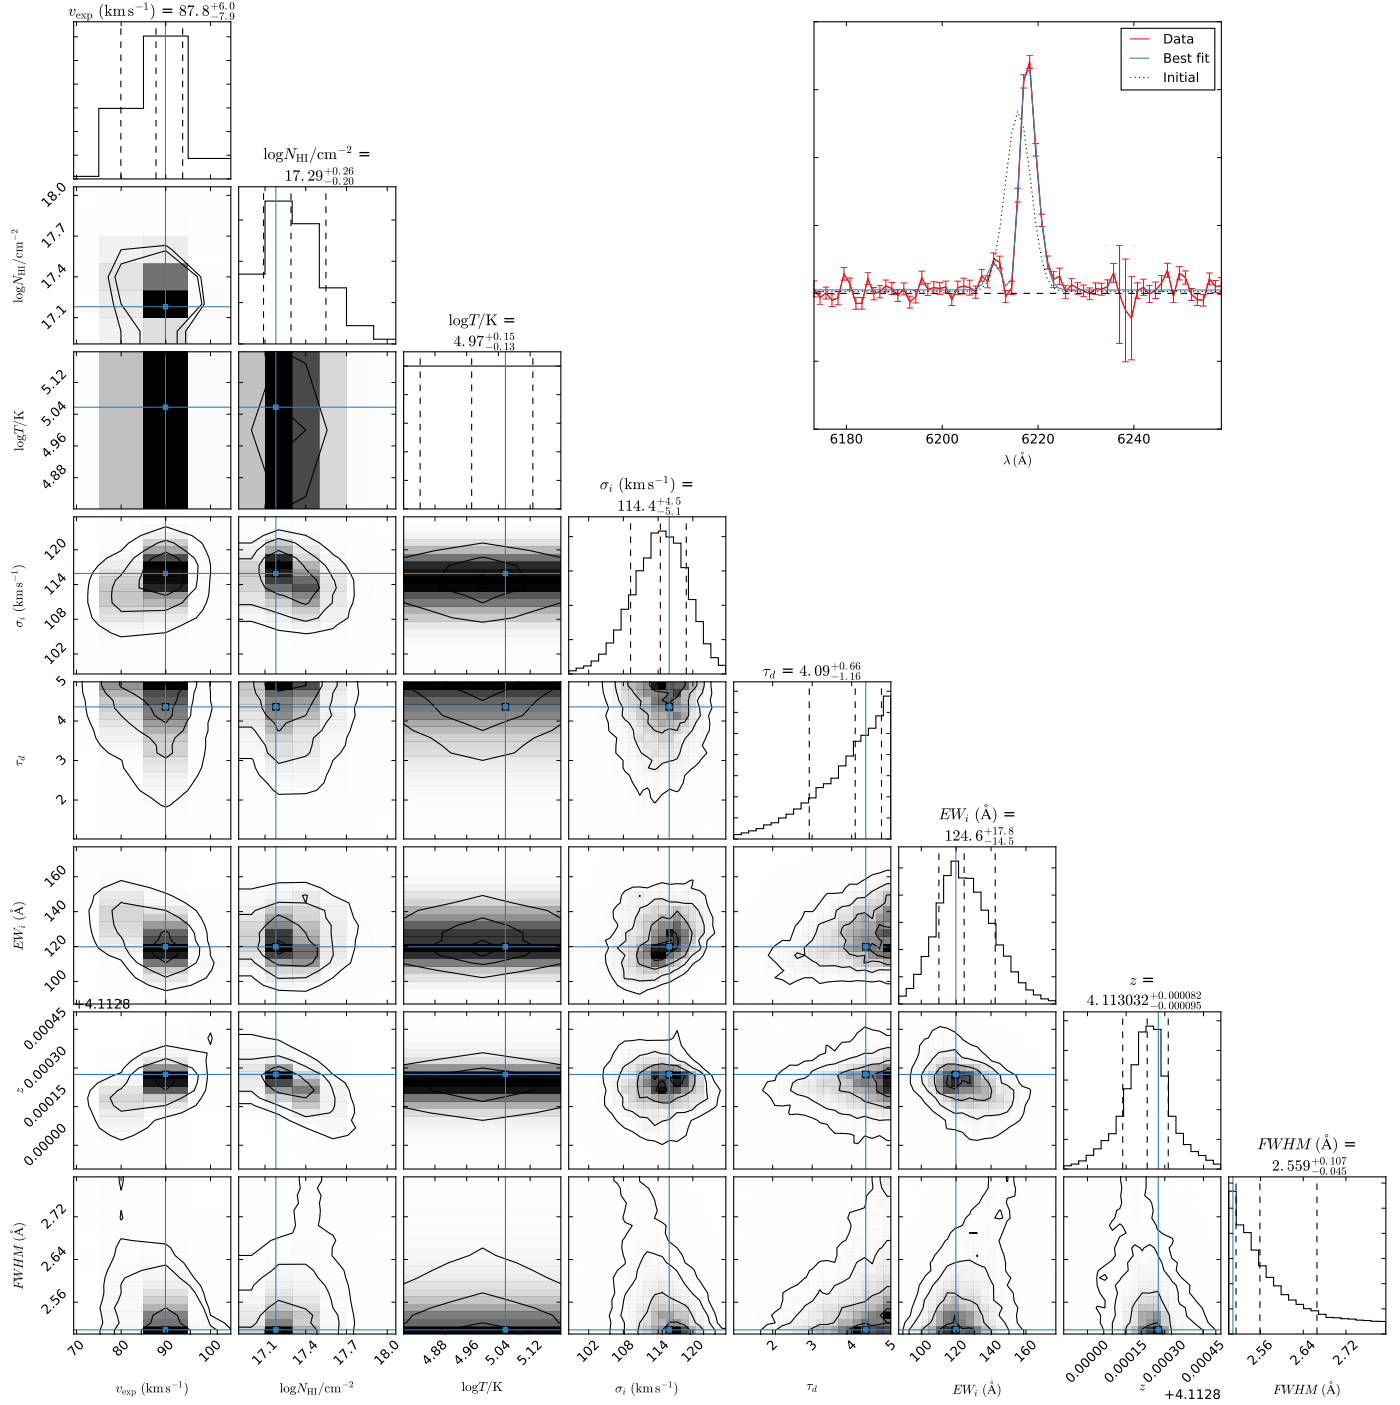 v_exp (km s⁻¹) = 87.8 +6.0 −7.9
Data
Best fit
Initial
6180 6200 6220 6240
λ (Å)
logN_HI/cm⁻² =
17.29 +0.26 −0.20
18.0
17.7
17.4
17.1
logN_HI/cm⁻²
logT/K =
4.97 +0.15 −0.13
5.12
5.04
4.96
4.88
logT/K
σ_i (km s⁻¹) =
114.4 +4.5 −5.1
120
114
108
102
σ_i (km s⁻¹)
τ_d = 4.09 +0.66 −1.16
5
4
3
2
τ_d
EW_i (Å) =
124.6 +17.8 −14.5
160
140
120
100
EW_i (Å)
+4.1128
z =
4.113032 +0.000082 −0.000095
0.00045
0.00030
0.00015
0.00000
z
FWHM (Å) =
2.559 +0.107 −0.045
2.72
2.64
2.56
FWHM (Å)
70 80 90 100
17.1 17.4 17.7 18.0
4.88 4.96 5.04 5.12
102 108 114 120
2 3 4 5
100 120 140 160
0.00000 0.00015 0.00030 0.00045
2.56 2.64 2.72
v_exp (km s⁻¹)
logN_HI/cm⁻²
logT/K
σ_i (km s⁻¹)
τ_d
EW_i (Å)
z
+4.1128
FWHM (Å)